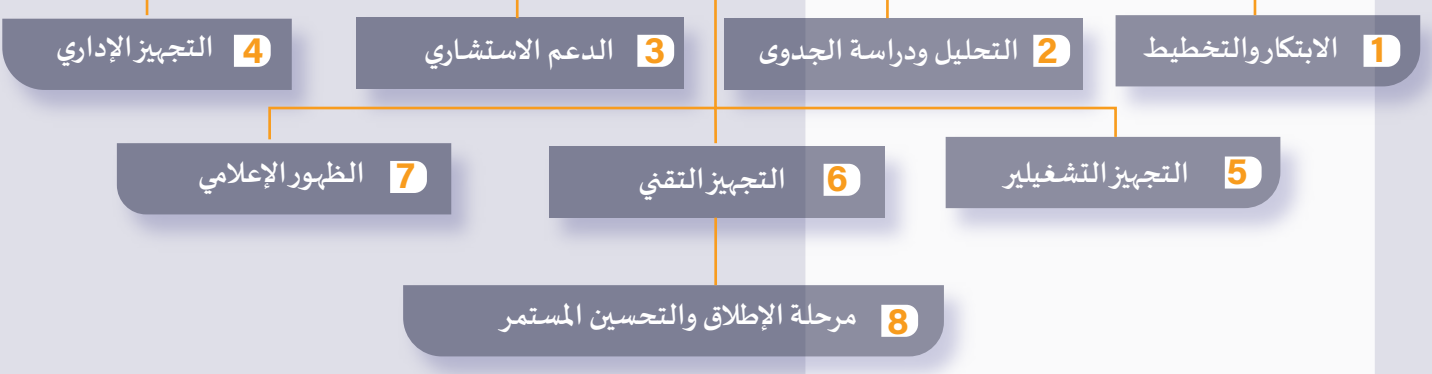 1 الابتكار والتخطيط
2 التحليل ودراسة الجدوى
3 الدعم الاستشاري
4 التجهيز الإداري
5 التجهيز التشغيلير
6 التجهيز التقني
7 الظهور الإعلامي
8 مرحلة الإطلاق والتحسين المستمر